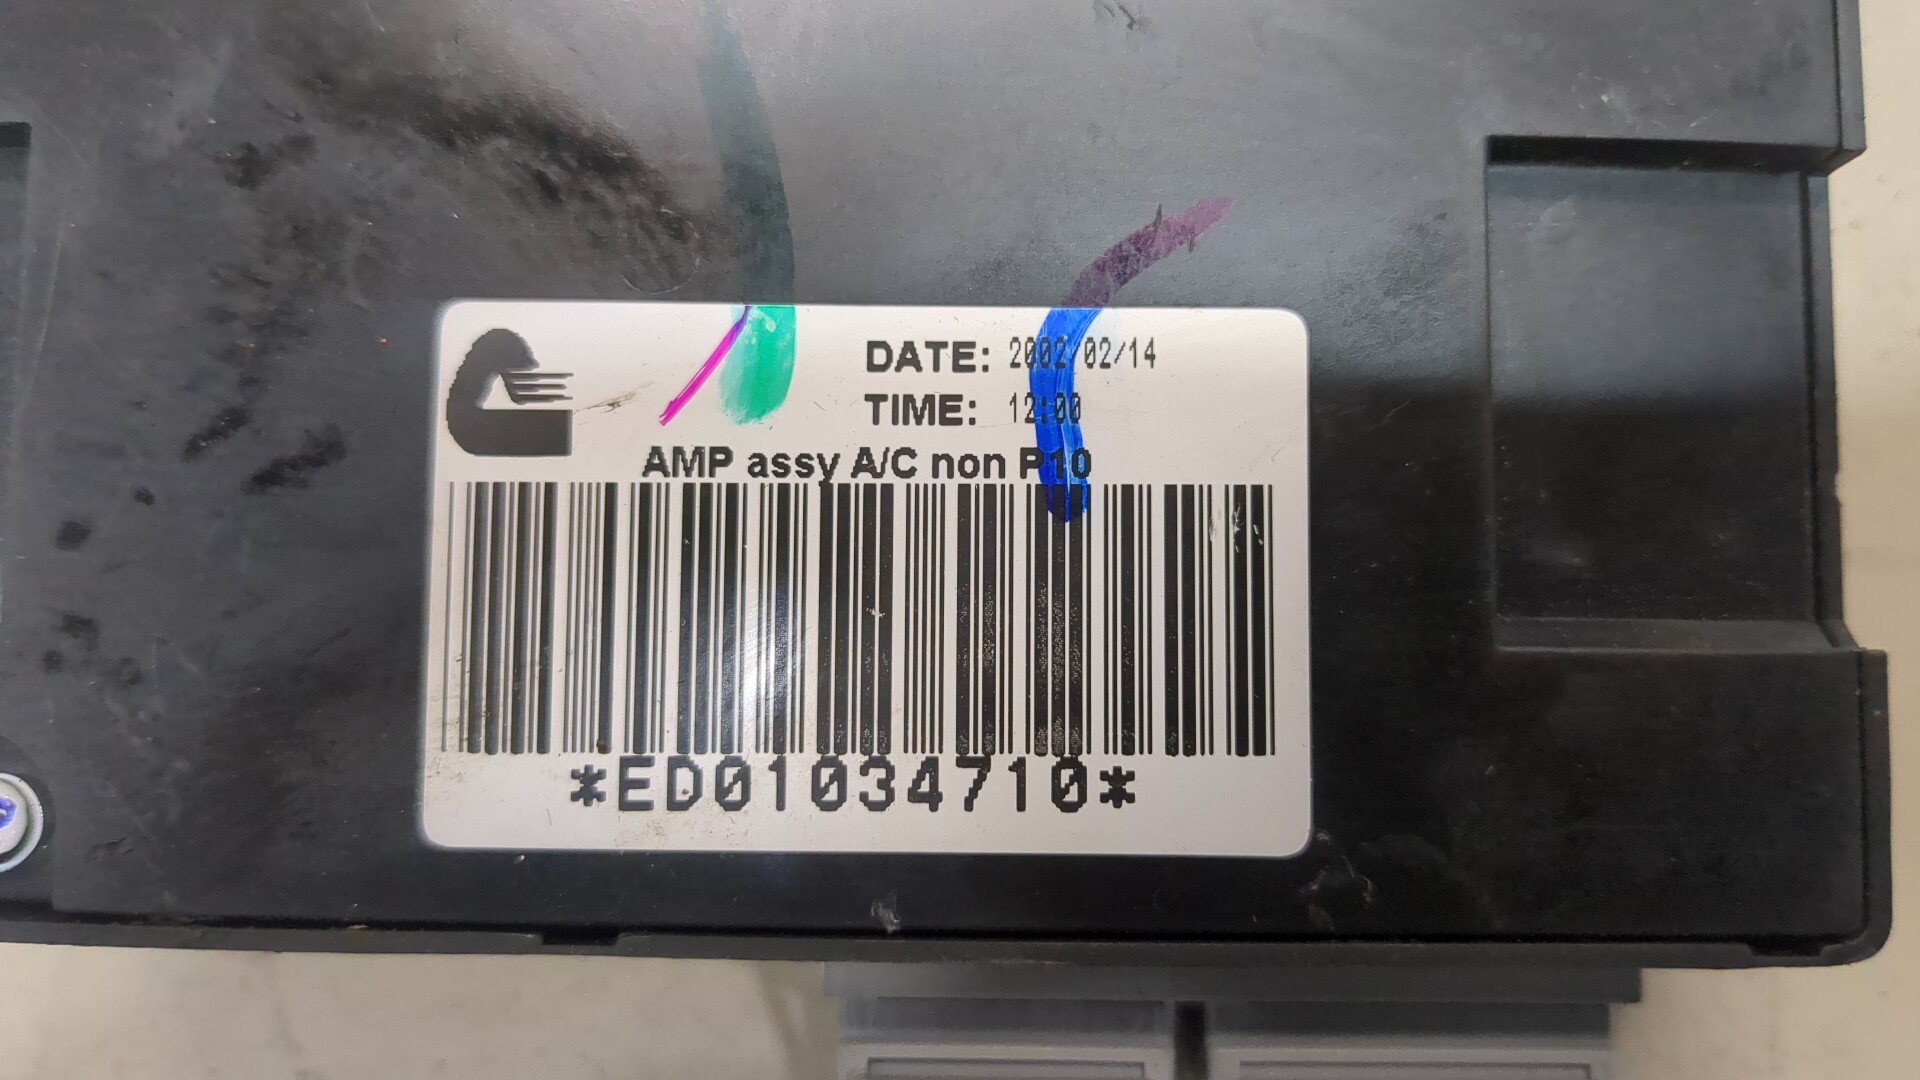 DATE: 2002/02/14
TIME: 12:00
AMP assy A/C non P10
*ED01034710*